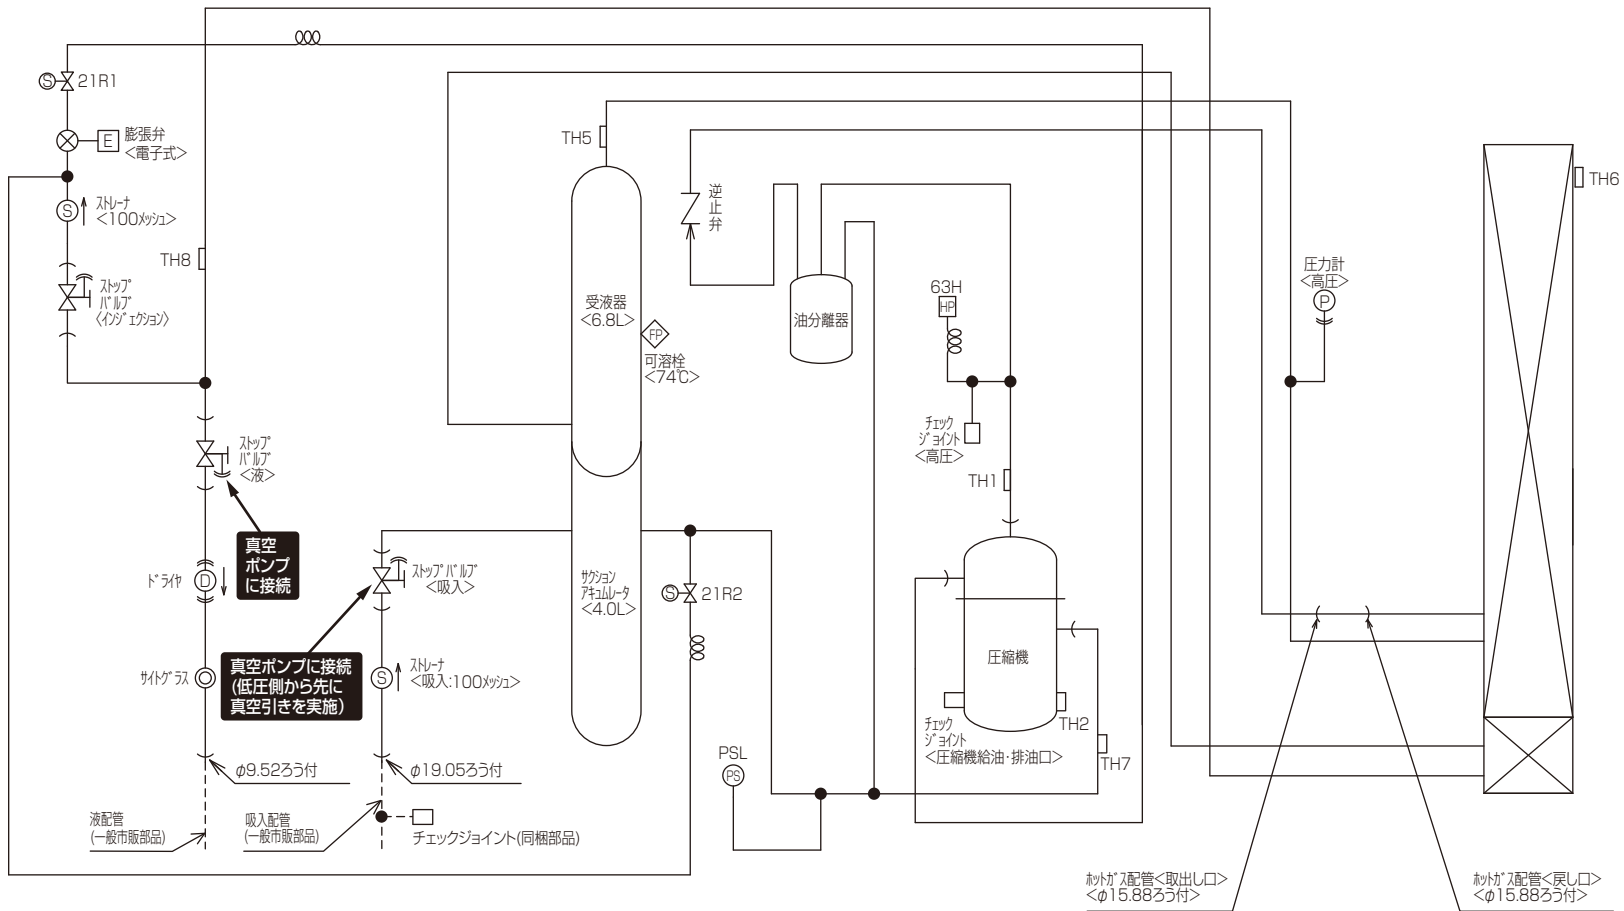 21R1
膨張弁
<電子式>
E
S
S
ストレーナ
<100メッシュ>
TH8
ストップ
バルブ
〈インジェクション〉
ストップ
バルブ
<液>
真空
ポンプ
に接続
ドライヤ
D
サイトグラス
φ9.52ろう付
液配管
(一般市販部品)
ストップバルブ
<吸入>
真空ポンプに接続
(低圧側から先に
真空引きを実施)
S
ストレーナ
<吸入:100メッシュ>
φ19.05ろう付
吸入配管
(一般市販部品)
チェックジョイント(同梱部品)
TH5
受液器
<6.8L>
FP
可溶栓
<74℃>
サクション
アキュムレータ
<4.0L>
S
21R2
PSL
PS
逆
止
弁
油分離器
63H
HP
チェック
ジョイント
<高圧>
TH1
圧縮機
チェック
ジョイント
<圧縮機給油・排油口>
TH2
TH7
圧力計
<高圧>
P
TH6
ホットガス配管<取出し口>
<φ15.88ろう付>
ホットガス配管<戻し口>
<φ15.88ろう付>